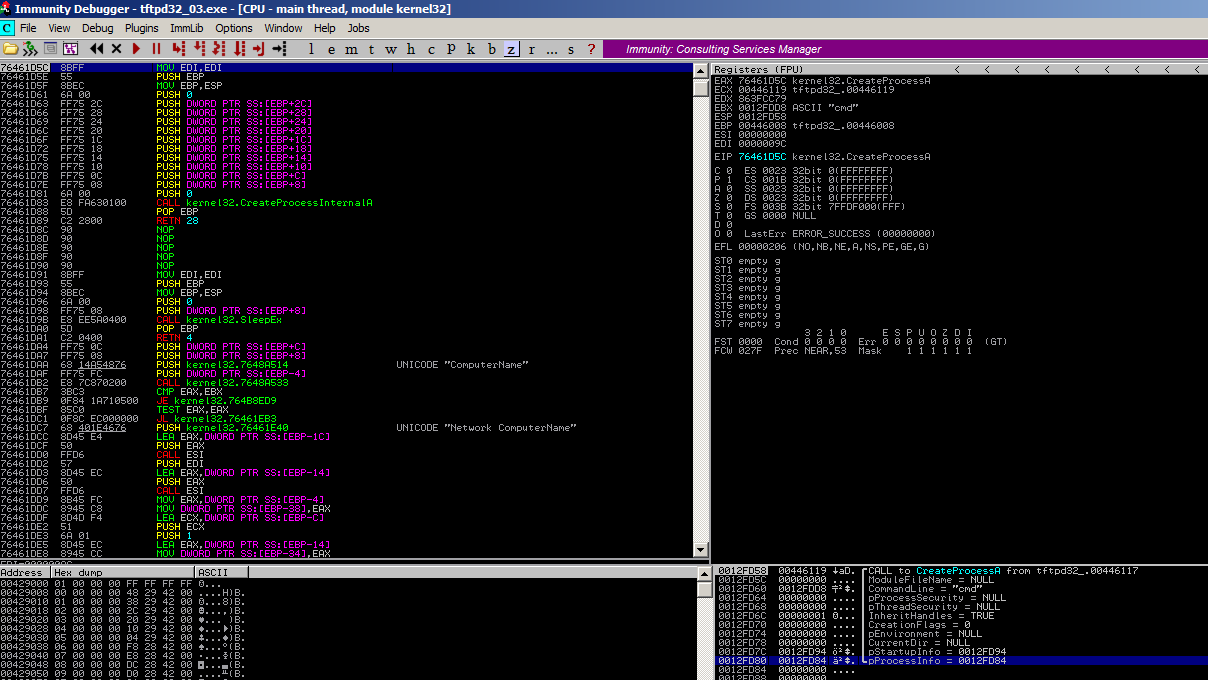 Immunity Debugger - tftpd32_03.exe - [CPU - main thread, module kernel32]
C File View Debug Plugins ImmLib Options Window Help Jobs
l e m t w h c P k b z r ... s ? Immunity: Consulting Services Manager
76461D5C 8BFF MOV EDI,EDI
76461D5E 55 PUSH EBP
76461D5F 8BEC MOV EBP,ESP
76461D61 6A 00 PUSH 0
76461D63 FF75 2C PUSH DWORD PTR SS:[EBP+2C]
76461D66 FF75 28 PUSH DWORD PTR SS:[EBP+28]
76461D69 FF75 24 PUSH DWORD PTR SS:[EBP+24]
76461D6C FF75 20 PUSH DWORD PTR SS:[EBP+20]
76461D6F FF75 1C PUSH DWORD PTR SS:[EBP+1C]
76461D72 FF75 18 PUSH DWORD PTR SS:[EBP+18]
76461D75 FF75 14 PUSH DWORD PTR SS:[EBP+14]
76461D78 FF75 10 PUSH DWORD PTR SS:[EBP+10]
76461D7B FF75 0C PUSH DWORD PTR SS:[EBP+C]
76461D7E FF75 08 PUSH DWORD PTR SS:[EBP+8]
76461D81 6A 00 PUSH 0
76461D83 E8 FA630100 CALL kernel32.CreateProcessInternalA
76461D88 5D POP EBP
76461D89 C2 2800 RETN 28
76461D8C 90 NOP
76461D8D 90 NOP
76461D8E 90 NOP
76461D8F 90 NOP
76461D90 90 NOP
76461D91 8BFF MOV EDI,EDI
76461D93 55 PUSH EBP
76461D94 8BEC MOV EBP,ESP
76461D96 6A 00 PUSH 0
76461D98 FF75 08 PUSH DWORD PTR SS:[EBP+8]
76461D9B E8 EE5A0400 CALL kernel32.SleepEx
76461DA0 5D POP EBP
76461DA1 C2 0400 RETN 4
76461DA4 FF75 0C PUSH DWORD PTR SS:[EBP+C]
76461DA7 FF75 08 PUSH DWORD PTR SS:[EBP+8]
76461DAA 68 14A54876 PUSH kernel32.7648A514 UNICODE "ComputerName"
76461DAF FF75 FC PUSH DWORD PTR SS:[EBP-4]
76461DB2 E8 7C870200 CALL kernel32.7648A533
76461DB7 3BC3 CMP EAX,EBX
76461DB9 0F84 1A710500 JE kernel32.764B8ED9
76461DBF 85C0 TEST EAX,EAX
76461DC1 0F8C EC000000 JL kernel32.76461EB3
76461DC7 68 401E4676 PUSH kernel32.76461E40 UNICODE "Network ComputerName"
76461DCC 8D45 E4 LEA EAX,DWORD PTR SS:[EBP-1C]
76461DCF 50 PUSH EAX
76461DD0 FFD6 CALL ESI
76461DD2 57 PUSH EDI
76461DD3 8D45 EC LEA EAX,DWORD PTR SS:[EBP-14]
76461DD6 50 PUSH EAX
76461DD7 FFD6 CALL ESI
76461DD9 8B45 FC MOV EAX,DWORD PTR SS:[EBP-4]
76461DDC 8945 C8 MOV DWORD PTR SS:[EBP-38],EAX
76461DDF 8D4D F4 LEA ECX,DWORD PTR SS:[EBP-C]
76461DE2 51 PUSH ECX
76461DE3 6A 01 PUSH 1
76461DE5 8D45 EC LEA EAX,DWORD PTR SS:[EBP-14]
76461DE8 8945 CC MOV DWORD PTR SS:[EBP-34],EAX
Registers (FPU) < < < < < < < < <
EAX 76461D5C kernel32.CreateProcessA
ECX 00446119 tftpd32_.00446119
EDX 863FCC79
EBX 0012FDD8 ASCII "cmd"
ESP 0012FD58
EBP 00446008 tftpd32_.00446008
ESI 00000000
EDI 0000009C
EIP 76461D5C kernel32.CreateProcessA
C 0 ES 0023 32bit 0(FFFFFFFF)
P 1 CS 001B 32bit 0(FFFFFFFF)
A 0 SS 0023 32bit 0(FFFFFFFF)
Z 0 DS 0023 32bit 0(FFFFFFFF)
S 0 FS 003B 32bit 7FFDF000(FFF)
T 0 GS 0000 NULL
D 0
O 0 LastErr ERROR_SUCCESS (00000000)
EFL 00000206 (NO,NB,NE,A,NS,PE,GE,G)
ST0 empty g
ST1 empty g
ST2 empty g
ST3 empty g
ST4 empty g
ST5 empty g
ST6 empty g
ST7 empty g
3 2 1 0 E S P U O Z D I
FST 0000 Cond 0 0 0 0 Err 0 0 0 0 0 0 0 0 (GT)
FCW 027F Prec NEAR,53 Mask 1 1 1 1 1 1
Address Hex dump ASCII
00429000 01 00 00 00 FF FF FF FF
00429008 00 00 00 00 48 29 42 00 ....H)B.
00429010 01 00 00 00 38 29 42 00
00429018 02 00 00 00 2C 29 42 00
00429020 03 00 00 00 20 29 42 00
00429028 04 00 00 00 10 29 42 00
00429030 05 00 00 00 04 29 42 00
00429038 06 00 00 00 F8 28 42 00
00429040 07 00 00 00 E8 28 42 00
00429048 08 00 00 00 DC 28 42 00
00429050 09 00 00 00 D0 28 42 00
0012FD58 00446119 CALL to CreateProcessA from tftpd32_.00446117
0012FD5C 00000000 .... ModuleFileName = NULL
0012FD60 0012FDD8 CommandLine = "cmd"
0012FD64 00000000 .... pProcessSecurity = NULL
0012FD68 00000000 .... pThreadSecurity = NULL
0012FD6C 00000001 InheritHandles = TRUE
0012FD70 00000000 .... CreationFlags = 0
0012FD74 00000000 .... pEnvironment = NULL
0012FD78 00000000 .... CurrentDir = NULL
0012FD7C 0012FD94 pStartupInfo = 0012FD94
0012FD80 0012FD84 pProcessInfo = 0012FD84
0012FD84 00000000 ....
0012FD88 00000000